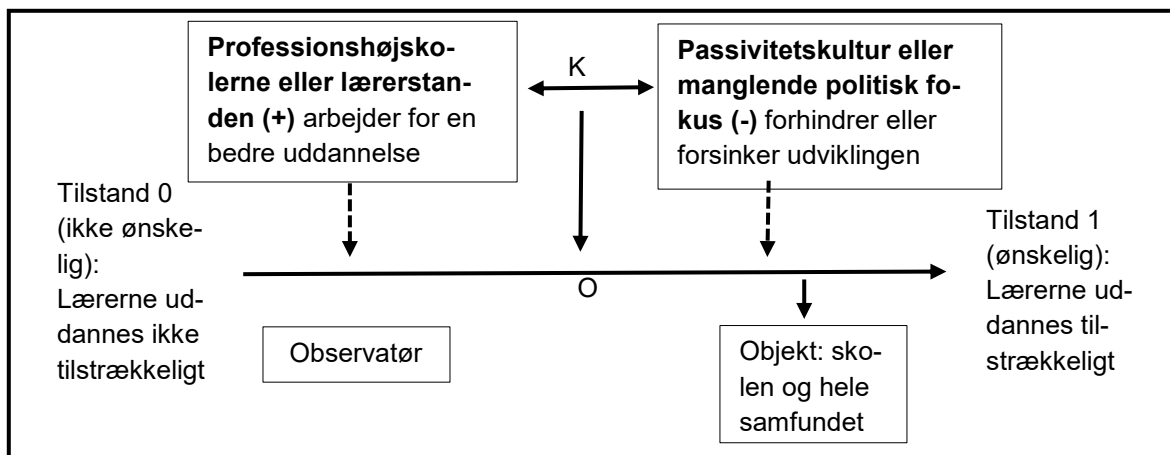 Professionshøjsko-
lerne eller lærerstan-
den (+) arbejder for en
bedre uddannelse
K
Passivitetskultur eller
manglende politisk fo-
kus (-) forhindrer eller
forsinker udviklingen
Tilstand 0
(ikke ønske-
lig):
Lærerne ud-
dannes ikke
tilstrækkeligt
O
Observatør
Objekt: sko-
len og hele
samfundet
Tilstand 1
(ønskelig):
Lærerne ud-
dannes til-
strækkeligt